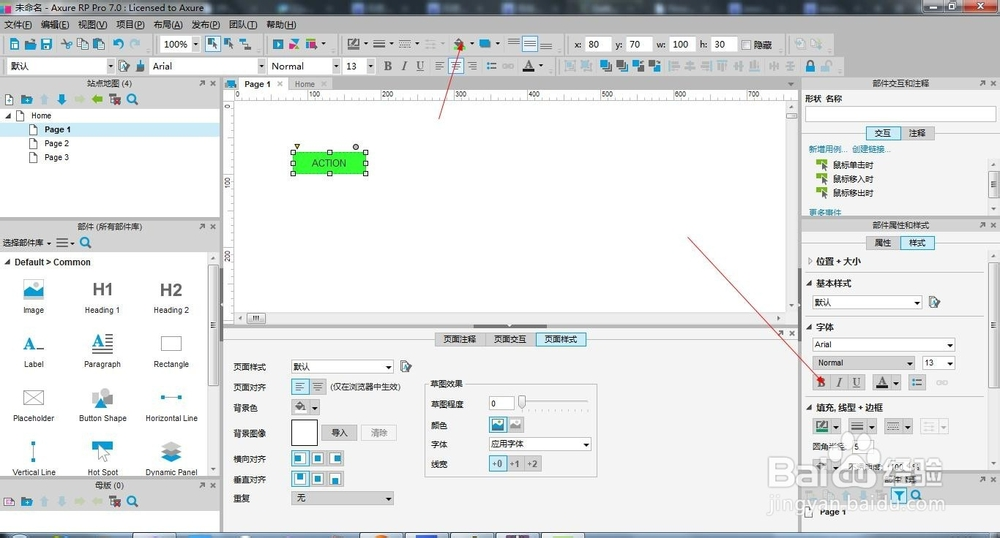 未命名 - Axure RP Pro 7.0 : Licensed to Axure
文件(F) 编辑(E) 视图(V) 项目(P) 布局(A) 发布(P) 团队(T) 帮助(H)
100% x: 80 y: 70 w: 100 h: 30 隐藏
默认 Arial Normal 13 B I U A
站点地图 (4)
Home
Page 1
Page 2
Page 3
部件 (所有部件库)
选择部件库
Default > Common
Image
H1
Heading 1
H2
Heading 2
A_
Label
A
Paragraph
Rectangle
Placeholder
Button Shape
Horizontal Line
Vertical Line
Hot Spot
Dynamic Panel
母版 (0)
Page 1 Home
0 100 200 300 400 500 600 700
0
100
200
ACTION
页面注释 页面交互 页面样式
页面样式 默认
页面对齐 (仅在浏览器中生效)
背景色
背景图像 导入 清除
横向对齐
垂直对齐
重复 无
草图效果
草图程度 0
颜色
字体 应用字体
线宽 +0 +1 +2
部件交互和注释
形状 名称
交互 注释
新增用例... 创建链接...
鼠标单击时
鼠标移入时
鼠标移出时
更多事件
部件属性和样式
属性 样式
位置 + 大小
基本样式
默认
字体
Arial
Normal 13
B I U A
填充, 线型 + 边框
圆角半径 5
Baidu 经验
jingyan.baidu.com
Page 1